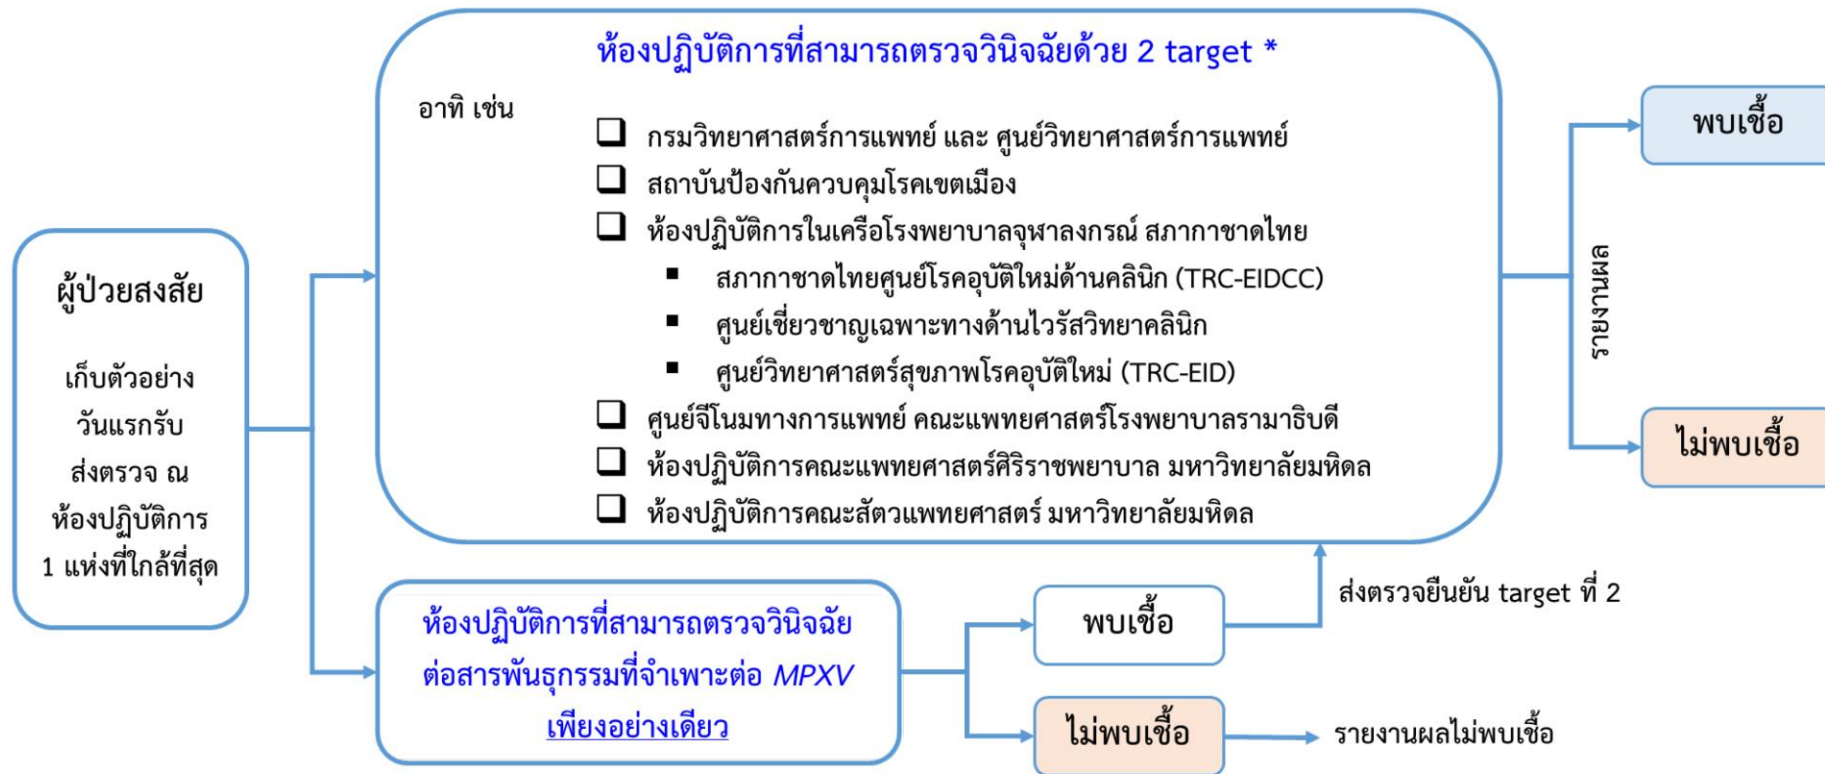 ผู้ป่วยสงสัย
เก็บตัวอย่าง
วันแรกรับ
ส่งตรวจ ณ
ห้องปฏิบัติการ
1 แห่งที่ใกล้ที่สุด
ห้องปฏิบัติการที่สามารถตรวจวินิจฉัยด้วย 2 target *
อาทิ เช่น
❑ กรมวิทยาศาสตร์การแพทย์ และ ศูนย์วิทยาศาสตร์การแพทย์
❑ สถาบันป้องกันควบคุมโรคเขตเมือง
❑ ห้องปฏิบัติการในเครือโรงพยาบาลจุฬาลงกรณ์ สภากาชาดไทย
▪ สภากาชาดไทยศูนย์โรคอุบัติใหม่ด้านคลินิก (TRC-EIDCC)
▪ ศูนย์เชี่ยวชาญเฉพาะทางด้านไวรัสวิทยาคลินิก
▪ ศูนย์วิทยาศาสตร์สุขภาพโรคอุบัติใหม่ (TRC-EID)
❑ ศูนย์จีโนมทางการแพทย์ คณะแพทยศาสตร์โรงพยาบาลรามาธิบดี
❑ ห้องปฏิบัติการคณะแพทยศาสตร์ศิริราชพยาบาล มหาวิทยาลัยมหิดล
❑ ห้องปฏิบัติการคณะสัตวแพทยศาสตร์ มหาวิทยาลัยมหิดล
รายงานผล
พบเชื้อ
ไม่พบเชื้อ
ห้องปฏิบัติการที่สามารถตรวจวินิจฉัย
ต่อสารพันธุกรรมที่จำเพาะต่อ MPXV
เพียงอย่างเดียว
พบเชื้อ
ส่งตรวจยืนยัน target ที่ 2
ไม่พบเชื้อ
รายงานผลไม่พบเชื้อ